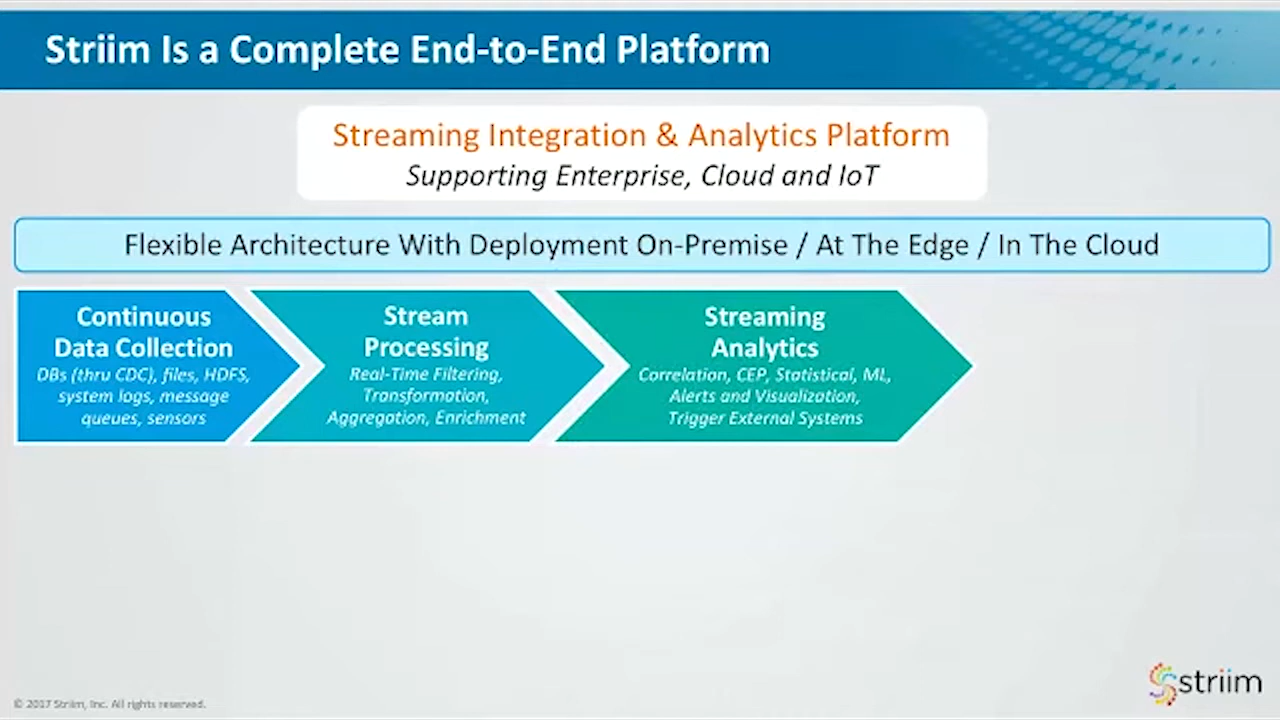 Striim Is a Complete End-to-End Platform
Streaming Integration & Analytics Platform
Supporting Enterprise, Cloud and IoT
Flexible Architecture With Deployment On-Premise / At The Edge / In The Cloud
Continuous
Data Collection
DBs (thru CDC), files, HDFS,
system logs, message
queues, sensors
Stream
Processing
Real-Time Filtering,
Transformation,
Aggregation, Enrichment
Streaming
Analytics
Correlation, CEP, Statistical, ML,
Alerts and Visualization,
Trigger External Systems
striim
© 2017 Striim, Inc. All rights reserved.